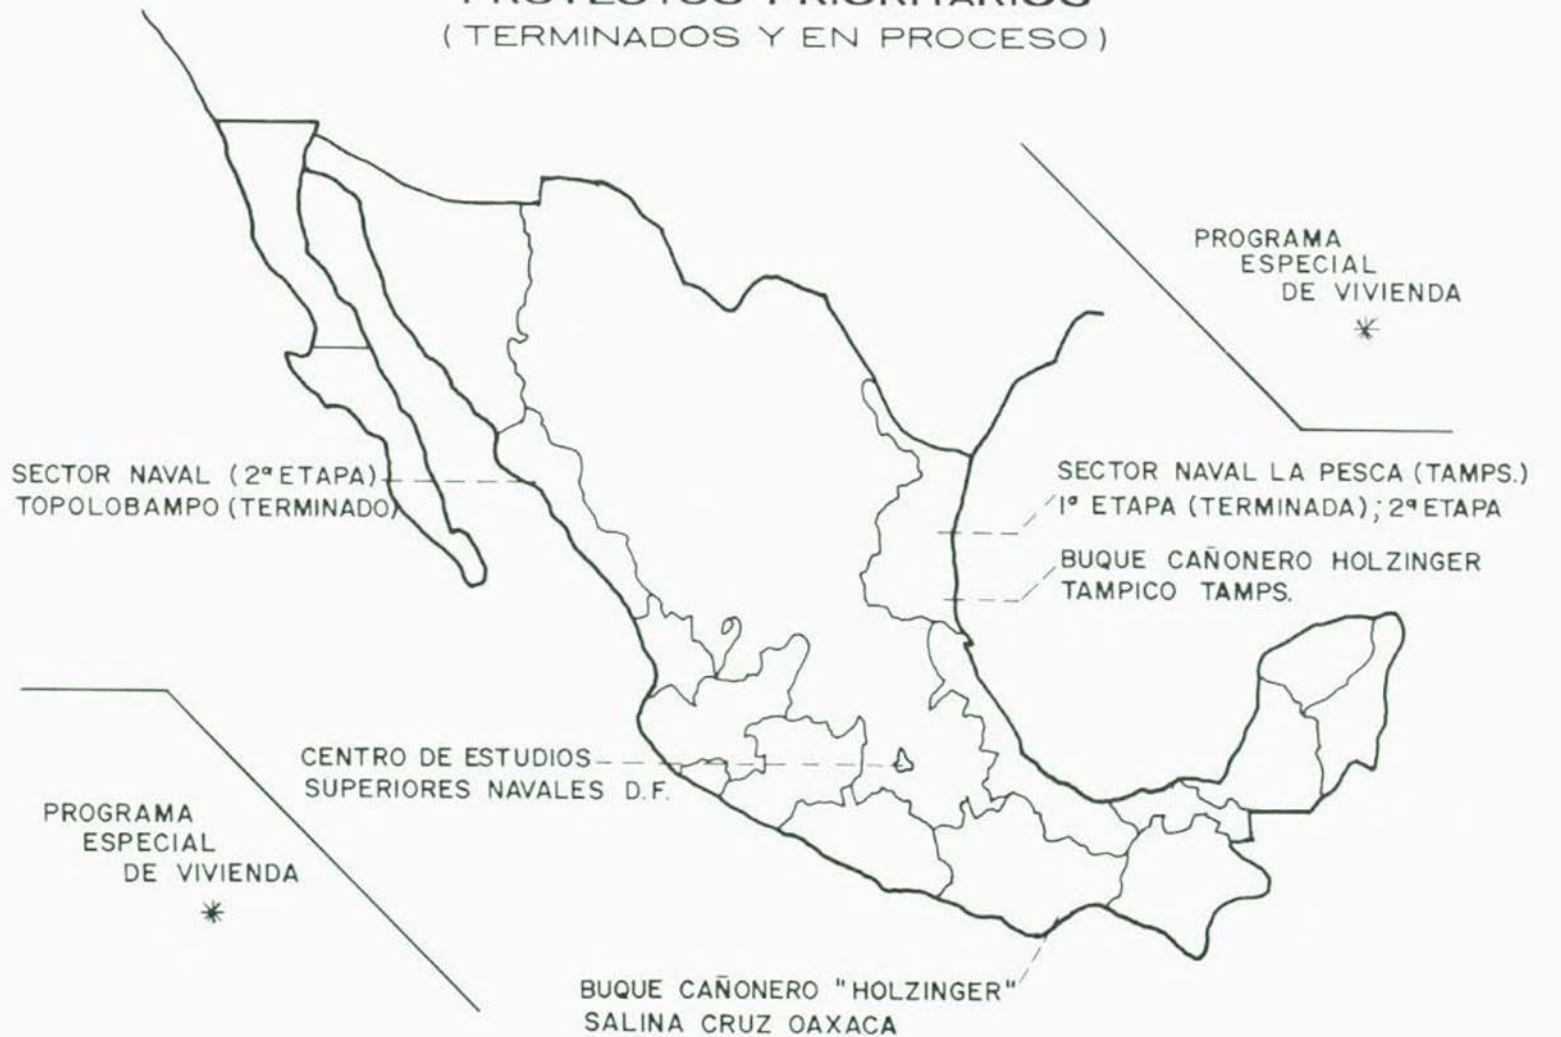 PROYECTOS PRIORITARIOS
( TERMINADOS Y EN PROCESO )
PROGRAMA
ESPECIAL
DE VIVIENDA
*
SECTOR NAVAL (2ª ETAPA)
TOPOLOBAMPO (TERMINADO)
SECTOR NAVAL LA PESCA (TAMPS.)
1ª ETAPA (TERMINADA); 2ª ETAPA
BUQUE CAÑONERO HOLZINGER
TAMPICO TAMPS.
CENTRO DE ESTUDIOS
SUPERIORES NAVALES D.F.
PROGRAMA
ESPECIAL
DE VIVIENDA
*
BUQUE CAÑONERO "HOLZINGER"
SALINA CRUZ OAXACA